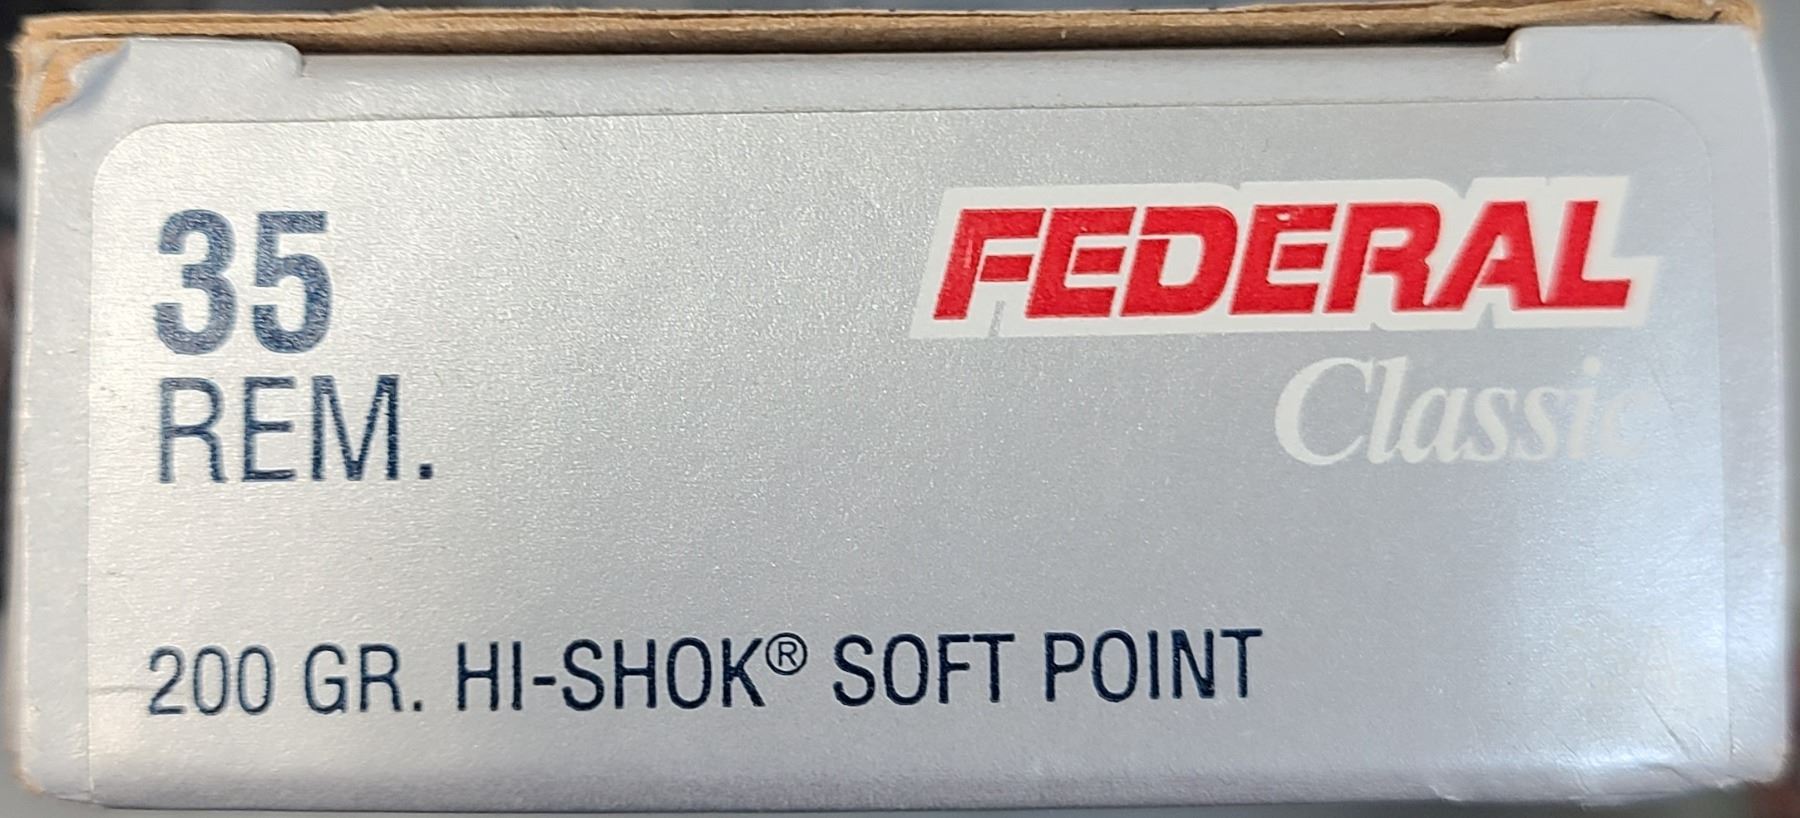 35
REM.
FEDERAL
Classic
200 GR. HI-SHOK® SOFT POINT